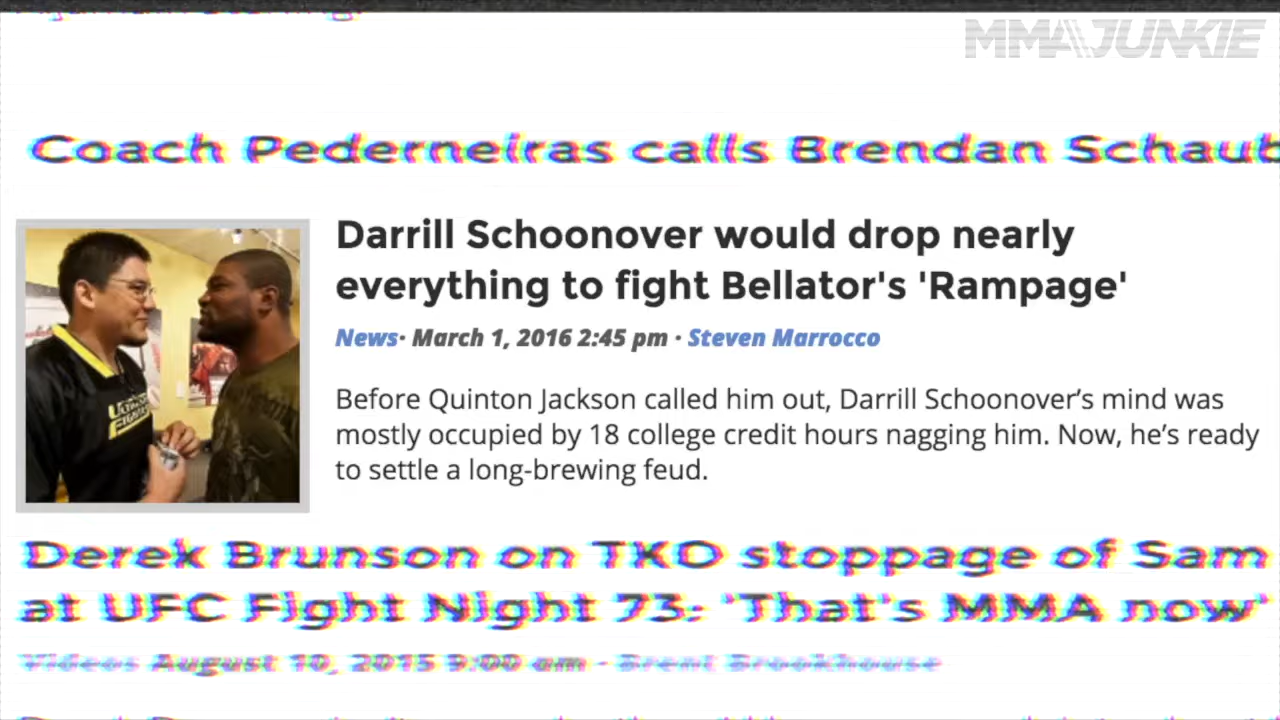 MMAJUNKIE
Coach Pederneiras calls Brendan Schaub
Darrill Schoonover would drop nearly
everything to fight Bellator's 'Rampage'
News· March 1, 2016 2:45 pm · Steven Marrocco
Before Quinton Jackson called him out, Darrill Schoonover’s mind was
mostly occupied by 18 college credit hours nagging him. Now, he’s ready
to settle a long-brewing feud.
Derek Brunson on TKO stoppage of Sam
at UFC Fight Night 73: 'That's MMA now'
Videos August 10, 2015 9:00 am · Brent Brookhouse